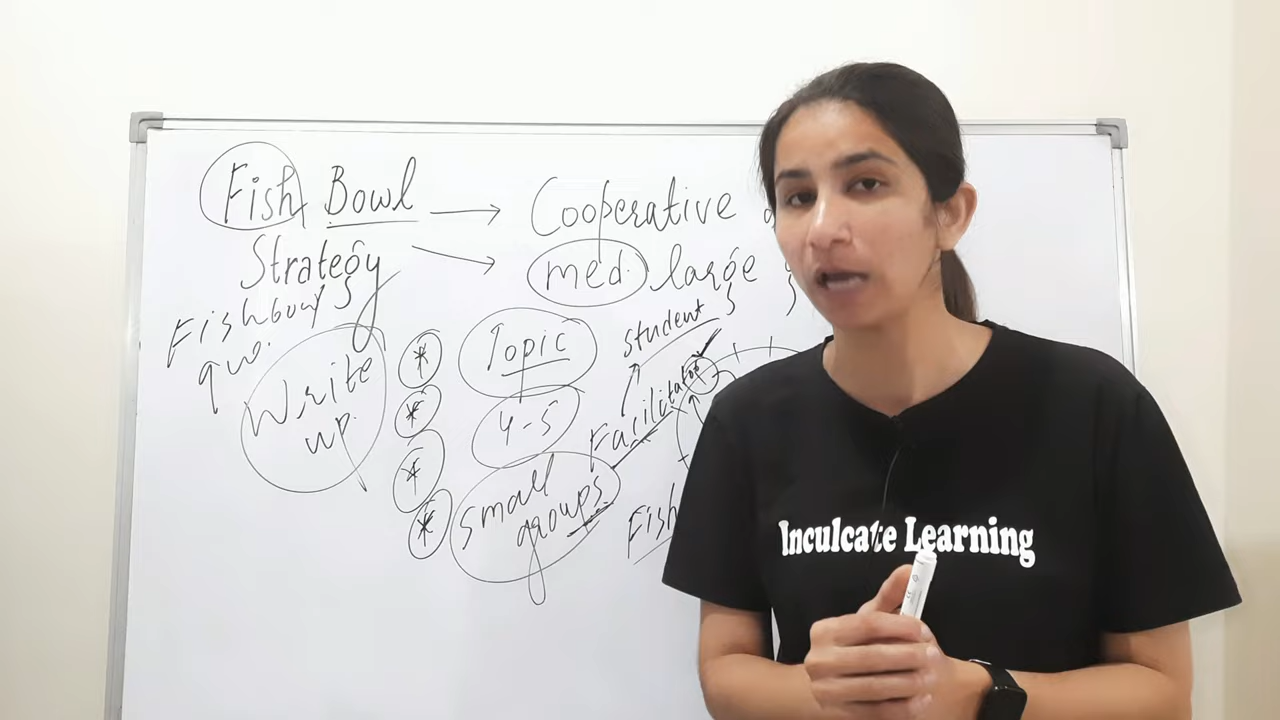 Fish Bowl → Cooperative
Strategy → med. large
Fishbowl
que.
Write
up.
*
*
*
*
Topic
4-5
small
groups
student
Facilitator
Fish
Inculcate Learning